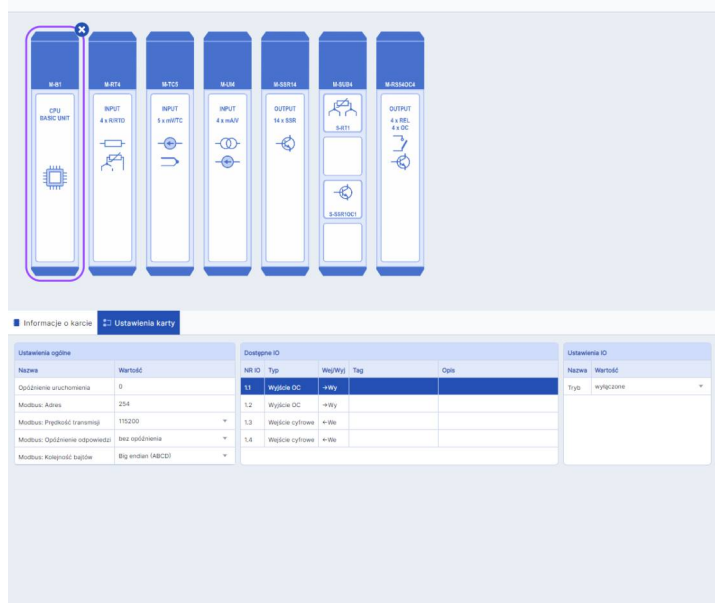 M-B1
CPU
BASIC UNIT
M-RT4
INPUT
4 x R/RTD
M-TC5
INPUT
5 x mV/TC
M-UI4
INPUT
4 x mA/V
M-SSR14
OUTPUT
14 x SSR
M-SUB4
S-RT1
S-SSR1OC1
M-RS54OC4
OUTPUT
4 x REL
4 x OC
Informacje o karcie
Ustawienia karty
Ustawienia ogólne
Nazwa Wartość
Opóźnienie uruchomienia 0
Modbus: Adres 254
Modbus: Prędkość transmisji 115200
Modbus: Opóźnienie odpowiedzi bez opóźnienia
Modbus: Kolejność bajtów Big endian (ABCD)
Dostępne IO
NR IO Typ Wej/Wyj Tag Opis
1.1 Wyjście OC →Wy
1.2 Wyjście OC →Wy
1.3 Wejście cyfrowe ←We
1.4 Wejście cyfrowe ←We
Ustawienia IO
Nazwa Wartość
Tryb wyłączone